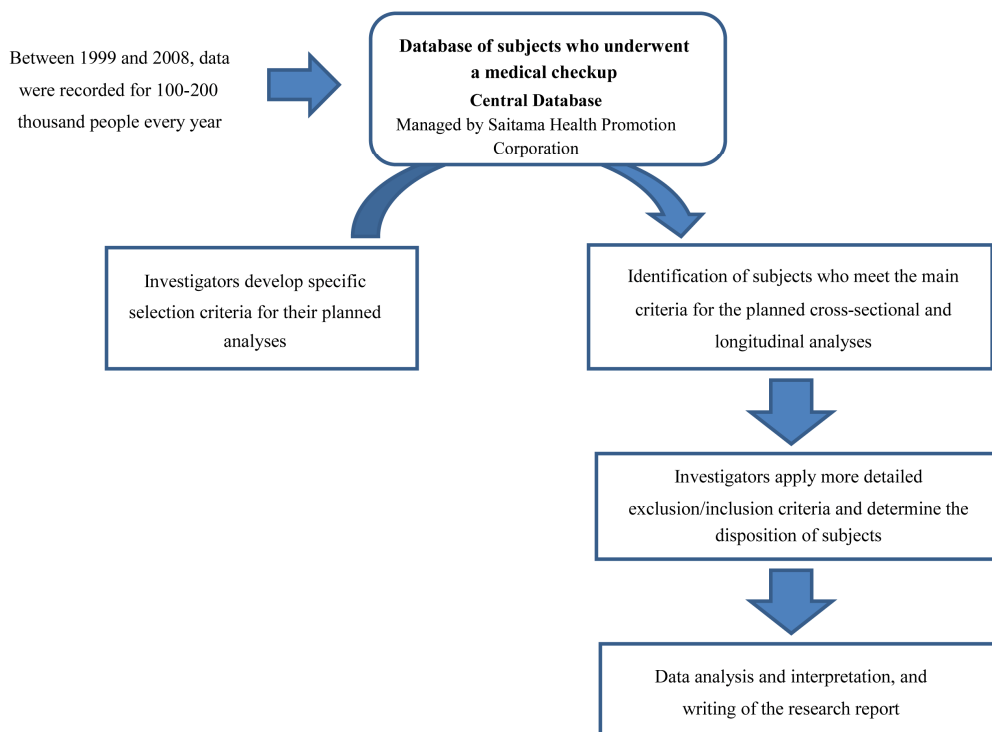 Between 1999 and 2008, data
were recorded for 100-200
thousand people every year
Database of subjects who underwent
a medical checkup
Central Database
Managed by Saitama Health Promotion
Corporation
Investigators develop specific
selection criteria for their planned
analyses
Identification of subjects who meet the main
criteria for the planned cross-sectional and
longitudinal analyses
Investigators apply more detailed
exclusion/inclusion criteria and determine the
disposition of subjects
Data analysis and interpretation, and
writing of the research report